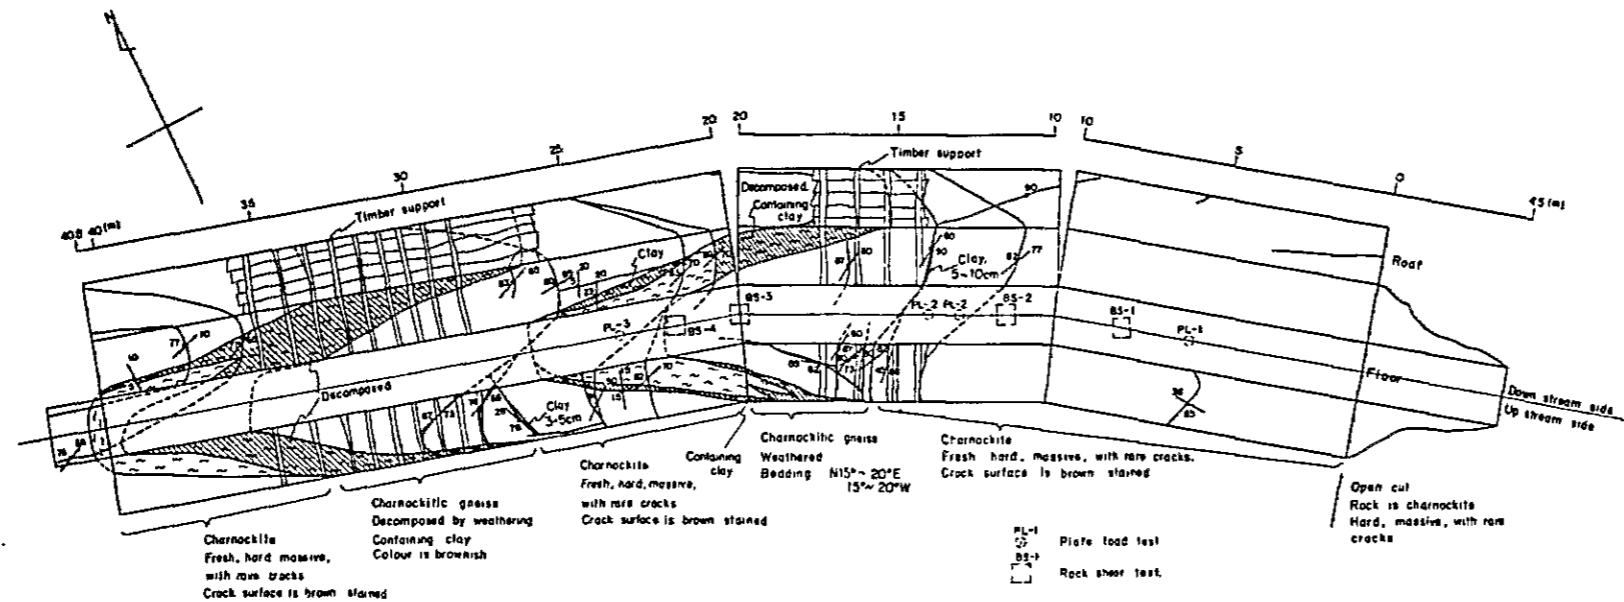 N
20
20
15
10
10
5
0
4.5 (m)
25
30
35
40.8 40 (m)
Timber support
Timber support
Decomposed
Containing
clay
Clay
Clay,
5~10cm
90
77
Roof
BS-3
PL-3
BS-4
PL-2 PL-2
BS-2
BS-1
PL-1
Decomposed
Floor
Down stream side
Up stream side
Clay
3~5cm
Containing
clay
Charnockitic gneiss
Weathered
Bedding N15°~20°E
15°~20°W
Charnockite
Fresh hard, massive, with rare cracks.
Crack surface is brown stained
Charnockite
Fresh, hard, massive,
with rare cracks
Crack surface is brown stained
Charnockitic gneiss
Decomposed by weathering
Containing clay
Colour is brownish
Charnockite
Fresh, hard massive,
with rare cracks
Crack surface is brown stained
Open cut
Rock is charnockite
Hard, massive, with rare
cracks
PL-1
Plate load test
BS-1
Rock shear test.